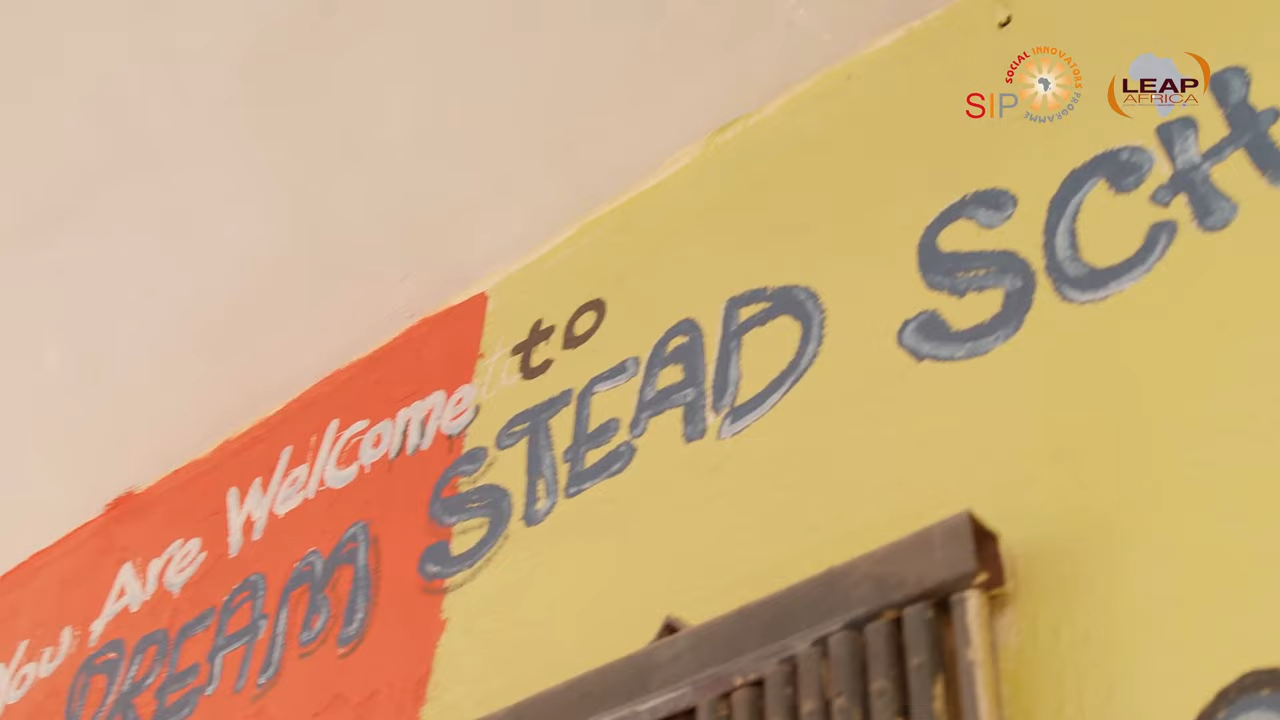 SIP
SOCIAL INNOVATORS PROGRAMME
LEAP
AFRICA
You Are Welcome to
DREAM STEAD SCH